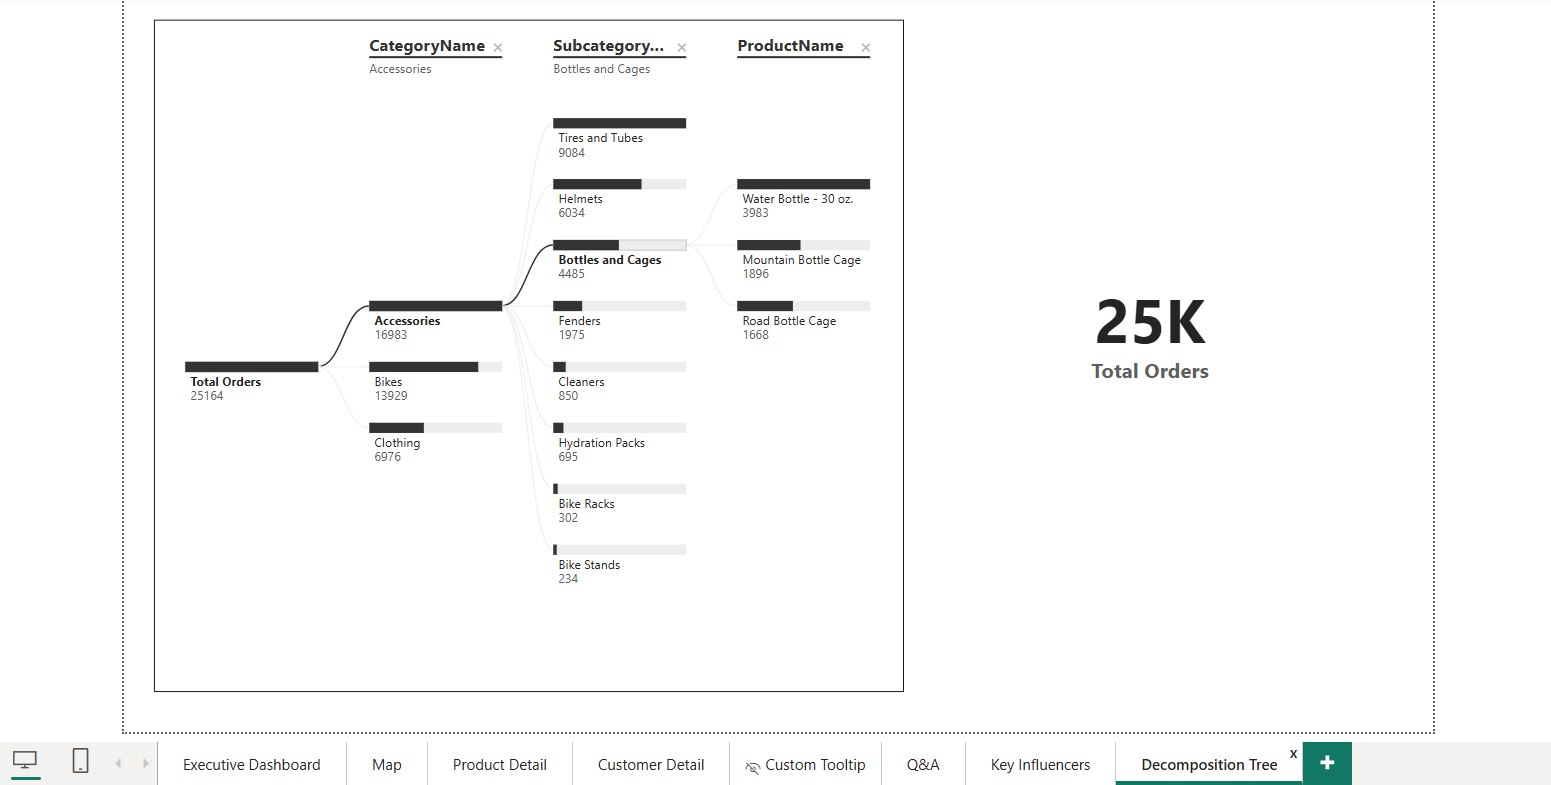 CategoryName ×
Accessories
Subcategory... ×
Bottles and Cages
ProductName ×
Total Orders
25164
Accessories
16983
Bikes
13929
Clothing
6976
Tires and Tubes
9084
Helmets
6034
Bottles and Cages
4485
Fenders
1975
Cleaners
850
Hydration Packs
695
Bike Racks
302
Bike Stands
234
Water Bottle - 30 oz.
3983
Mountain Bottle Cage
1896
Road Bottle Cage
1668
25K
Total Orders
Executive Dashboard
Map
Product Detail
Customer Detail
Custom Tooltip
Q&A
Key Influencers
Decomposition Tree
x
+